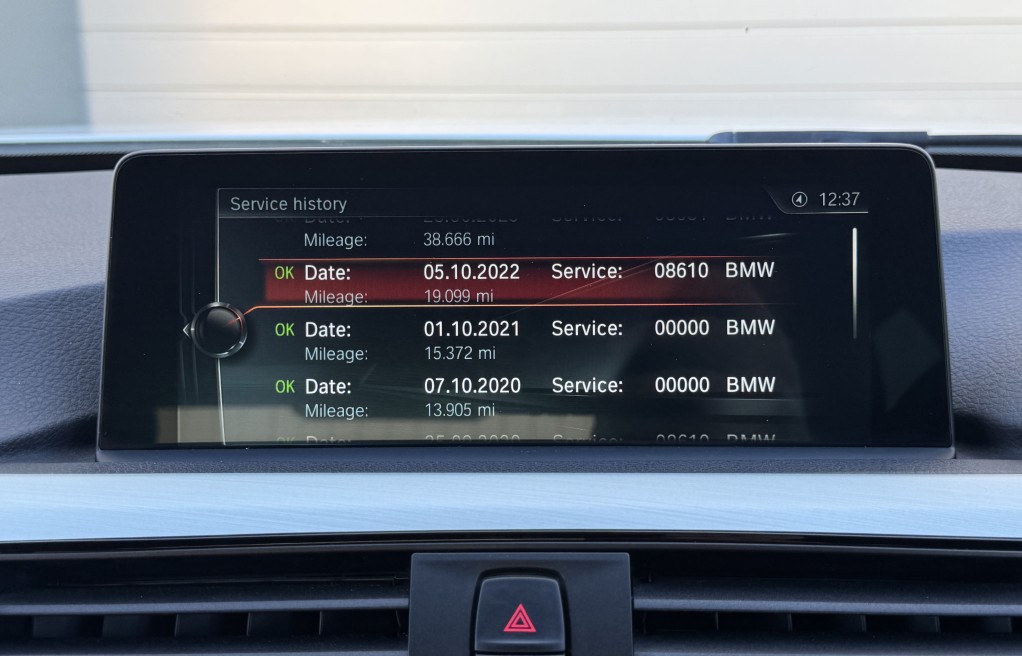 Service history 12:37
Mileage: 38.666 mi
OK Date: 05.10.2022 Service: 08610 BMW
Mileage: 19.099 mi
OK Date: 01.10.2021 Service: 00000 BMW
Mileage: 15.372 mi
OK Date: 07.10.2020 Service: 00000 BMW
Mileage: 13.905 mi